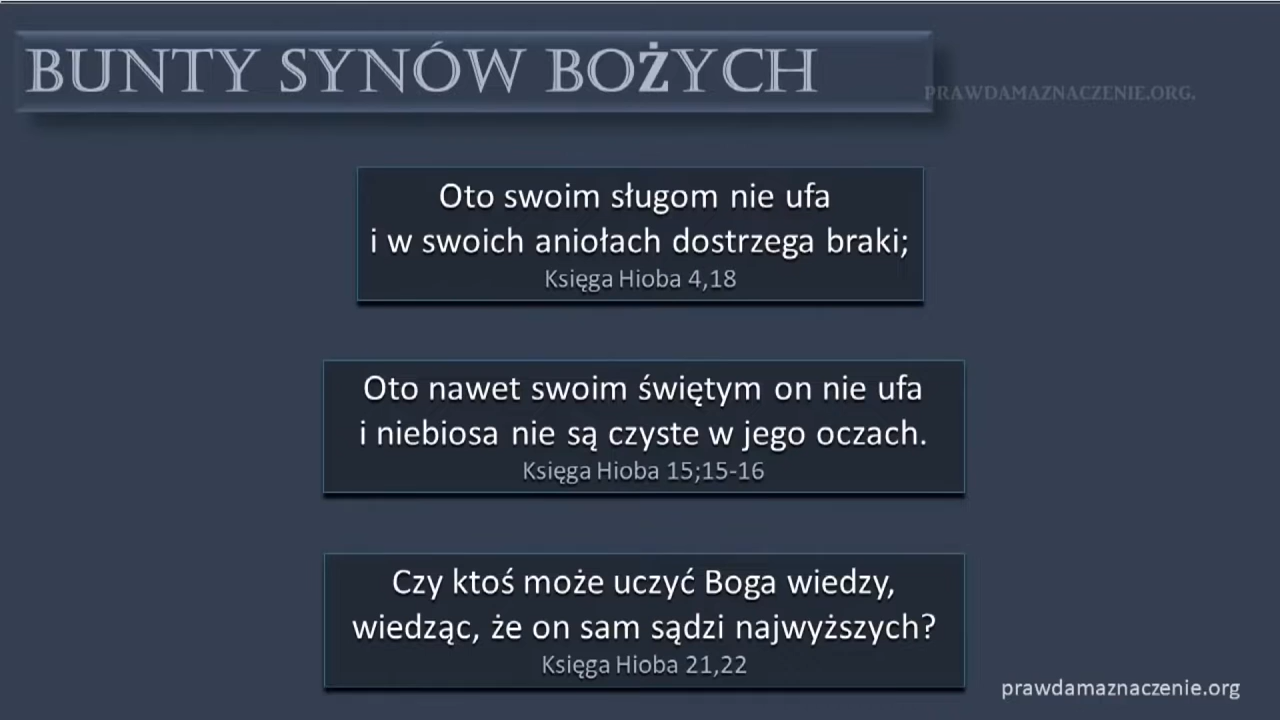 BUNTY SYNÓW BOŻYCH
PRAWDAMAZNACZENIE.ORG.
Oto swoim sługom nie ufa
i w swoich aniołach dostrzega braki;
Księga Hioba 4,18
Oto nawet swoim świętym on nie ufa
i niebiosa nie są czyste w jego oczach.
Księga Hioba 15;15-16
Czy ktoś może uczyć Boga wiedzy,
wiedząc, że on sam sądzi najwyższych?
Księga Hioba 21,22
prawdamaznaczenie.org